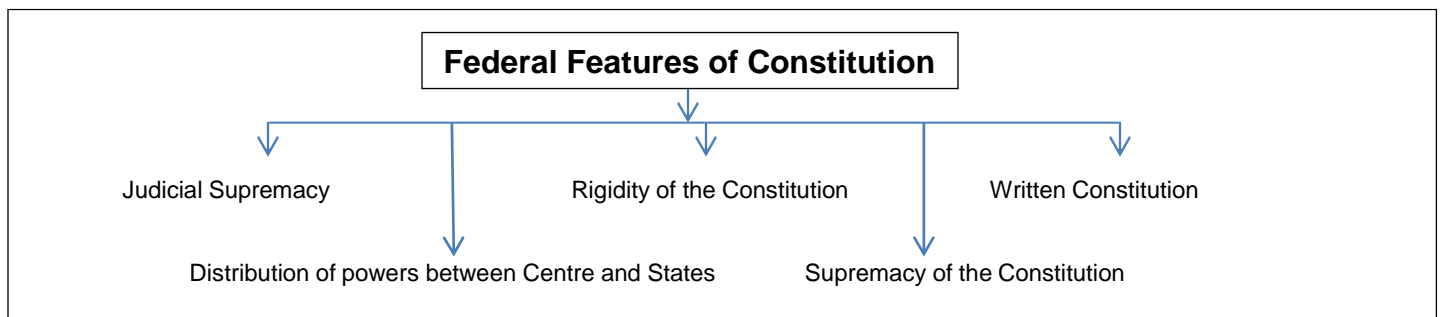 Federal Features of Constitution
Judicial Supremacy
Rigidity of the Constitution
Written Constitution
Distribution of powers between Centre and States
Supremacy of the Constitution